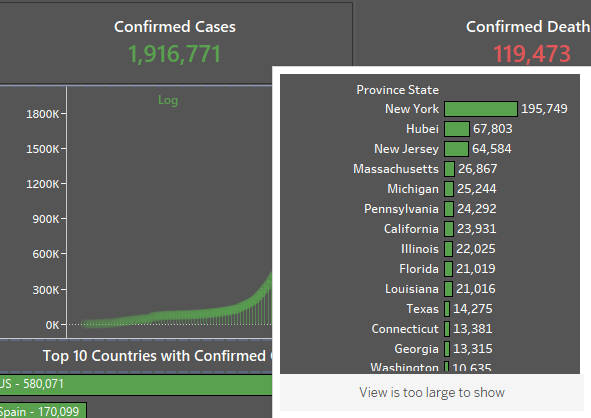 Confirmed Cases
1,916,771
Confirmed Death
119,473
Log
1800K
1500K
1200K
900K
600K
300K
0K
Province State
New York 195,749
Hubei 67,803
New Jersey 64,584
Massachusetts 26,867
Michigan 25,244
Pennsylvania 24,292
California 23,931
Illinois 22,025
Florida 21,019
Louisiana 21,016
Texas 14,275
Connecticut 13,381
Georgia 13,315
Washington 10,635
View is too large to show
Top 10 Countries with Confirmed
US - 580,071
Spain - 170,099